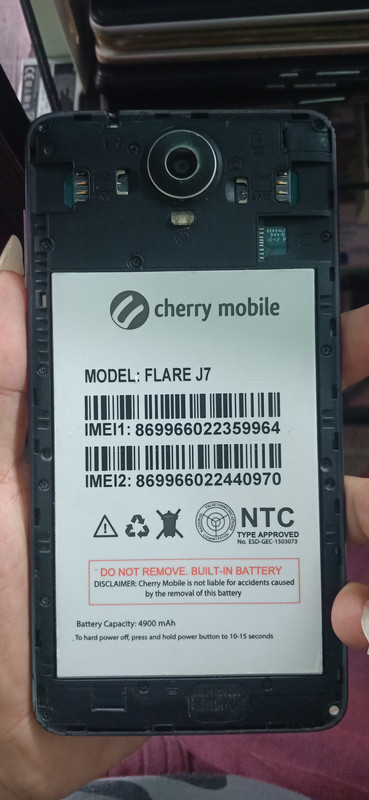 cherry mobile
MODEL: FLARE J7
IMEI1: 869966022359964
IMEI2: 869966022440970
NTC
TYPE APPROVED
No. ESD-GEC-1503073
DO NOT REMOVE. BUILT-IN BATTERY
DISCLAIMER: Cherry Mobile is not liable for accidents caused
by the removal of this battery
Battery Capacity: 4900 mAh
To hard power off, press and hold power button to 10-15 seconds